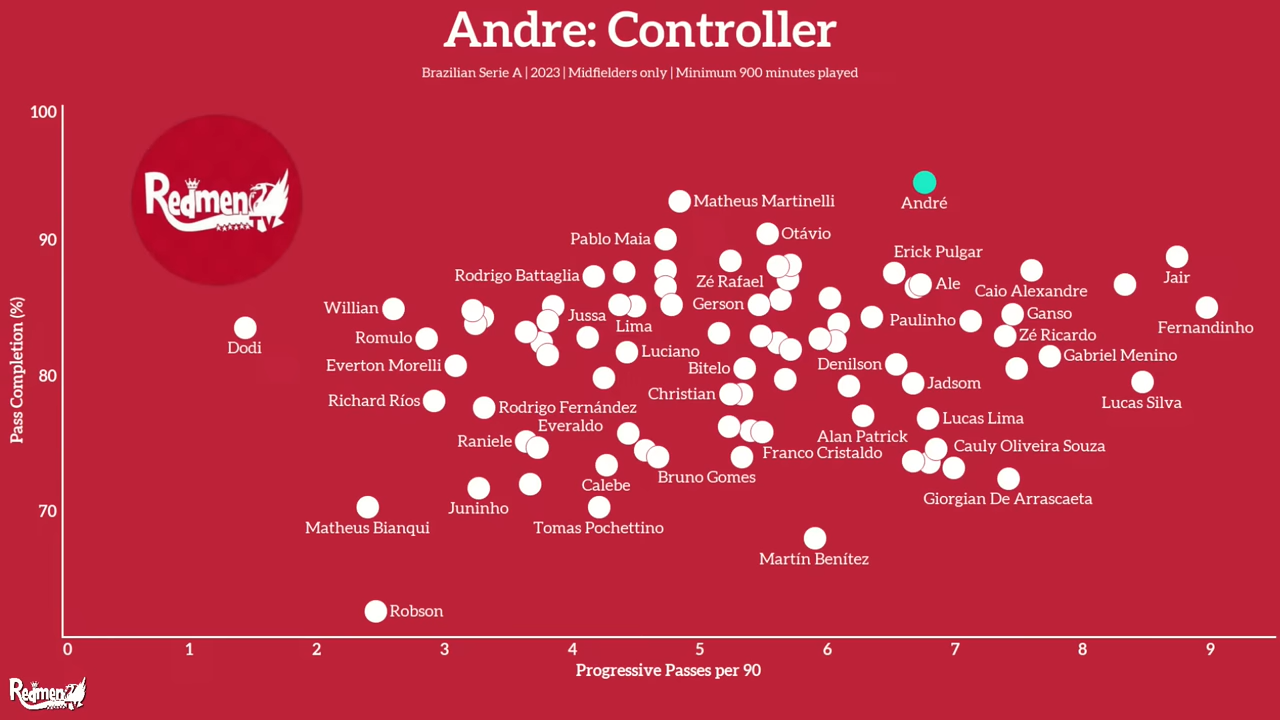 Andre: Controller
Brazilian Serie A | 2023 | Midfielders only | Minimum 900 minutes played
100
Redmen
TV
André
Matheus Martinelli
Otávio
Pablo Maia
90
Erick Pulgar
Rodrigo Battaglia
Zé Rafael
Ale
Jair
Caio Alexandre
Willian
Jussa
Gerson
Paulinho
Ganso
Lima
Fernandinho
Romulo
Zé Ricardo
Dodi
Luciano
Gabriel Menino
Everton Morelli
Bitelo
Denilson
80
Jadsom
Christian
Richard Ríos
Lucas Silva
Rodrigo Fernández
Lucas Lima
Everaldo
Alan Patrick
Raniele
Cauly Oliveira Souza
Franco Cristaldo
Bruno Gomes
Calebe
Giorgian De Arrascaeta
Juninho
70
Matheus Bianqui
Tomas Pochettino
Martín Benítez
Robson
Pass Completion (%)
0 1 2 3 4 5 6 7 8 9
Progressive Passes per 90
Redmen